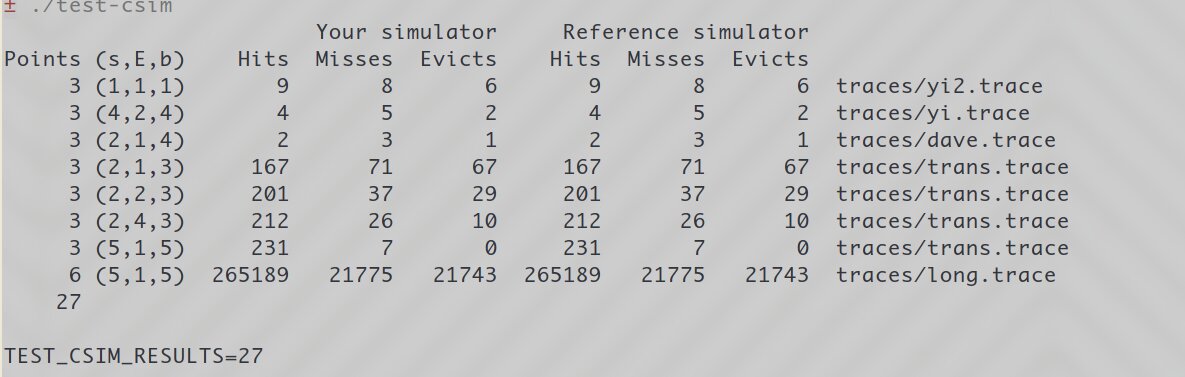 ± ./test-csim
Your simulator Reference simulator
Points (s,E,b) Hits Misses Evicts Hits Misses Evicts
3 (1,1,1) 9 8 6 9 8 6 traces/yi2.trace
3 (4,2,4) 4 5 2 4 5 2 traces/yi.trace
3 (2,1,4) 2 3 1 2 3 1 traces/dave.trace
3 (2,1,3) 167 71 67 167 71 67 traces/trans.trace
3 (2,2,3) 201 37 29 201 37 29 traces/trans.trace
3 (2,4,3) 212 26 10 212 26 10 traces/trans.trace
3 (5,1,5) 231 7 0 231 7 0 traces/trans.trace
6 (5,1,5) 265189 21775 21743 265189 21775 21743 traces/long.trace
27
TEST_CSIM_RESULTS=27